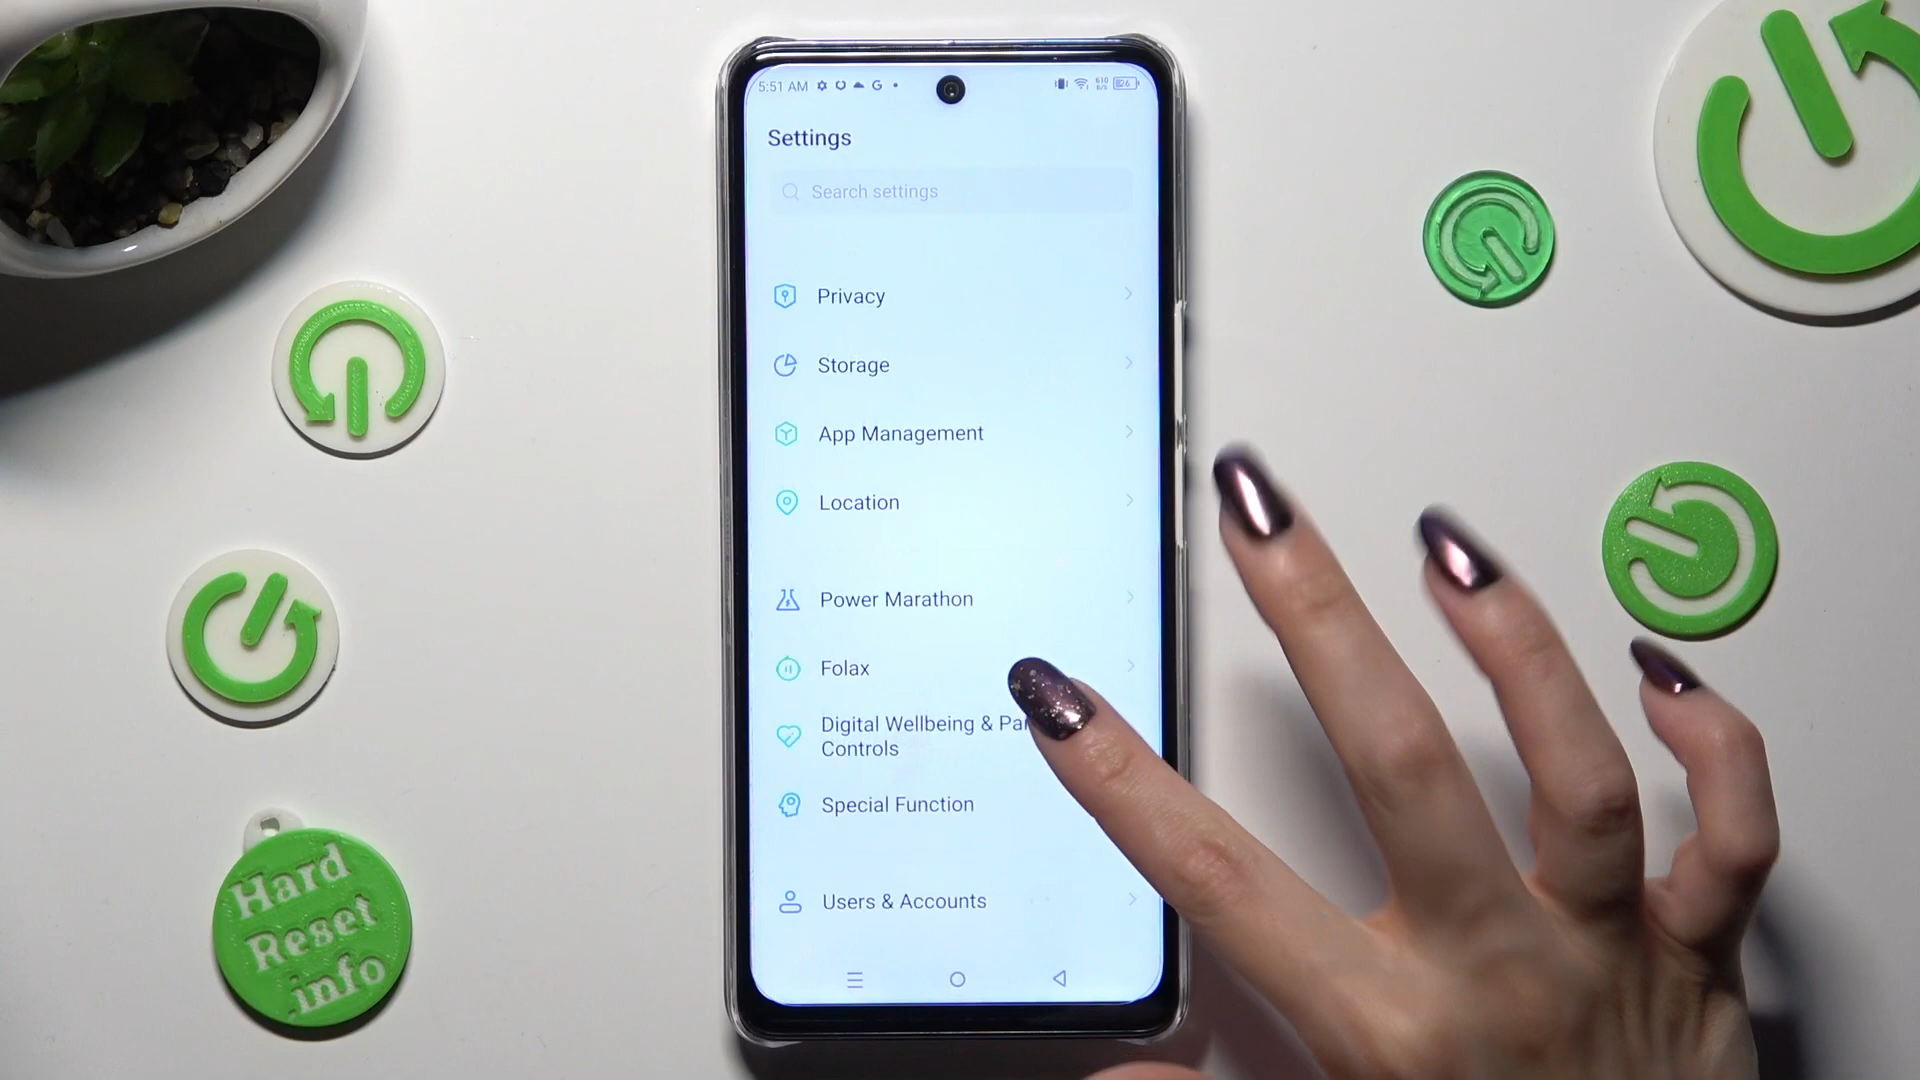 5:51 AM
Settings
Search settings
Privacy
Storage
App Management
Location
Power Marathon
Folax
Digital Wellbeing & Pa
Controls
Special Function
Users & Accounts
Hard
Reset
.info